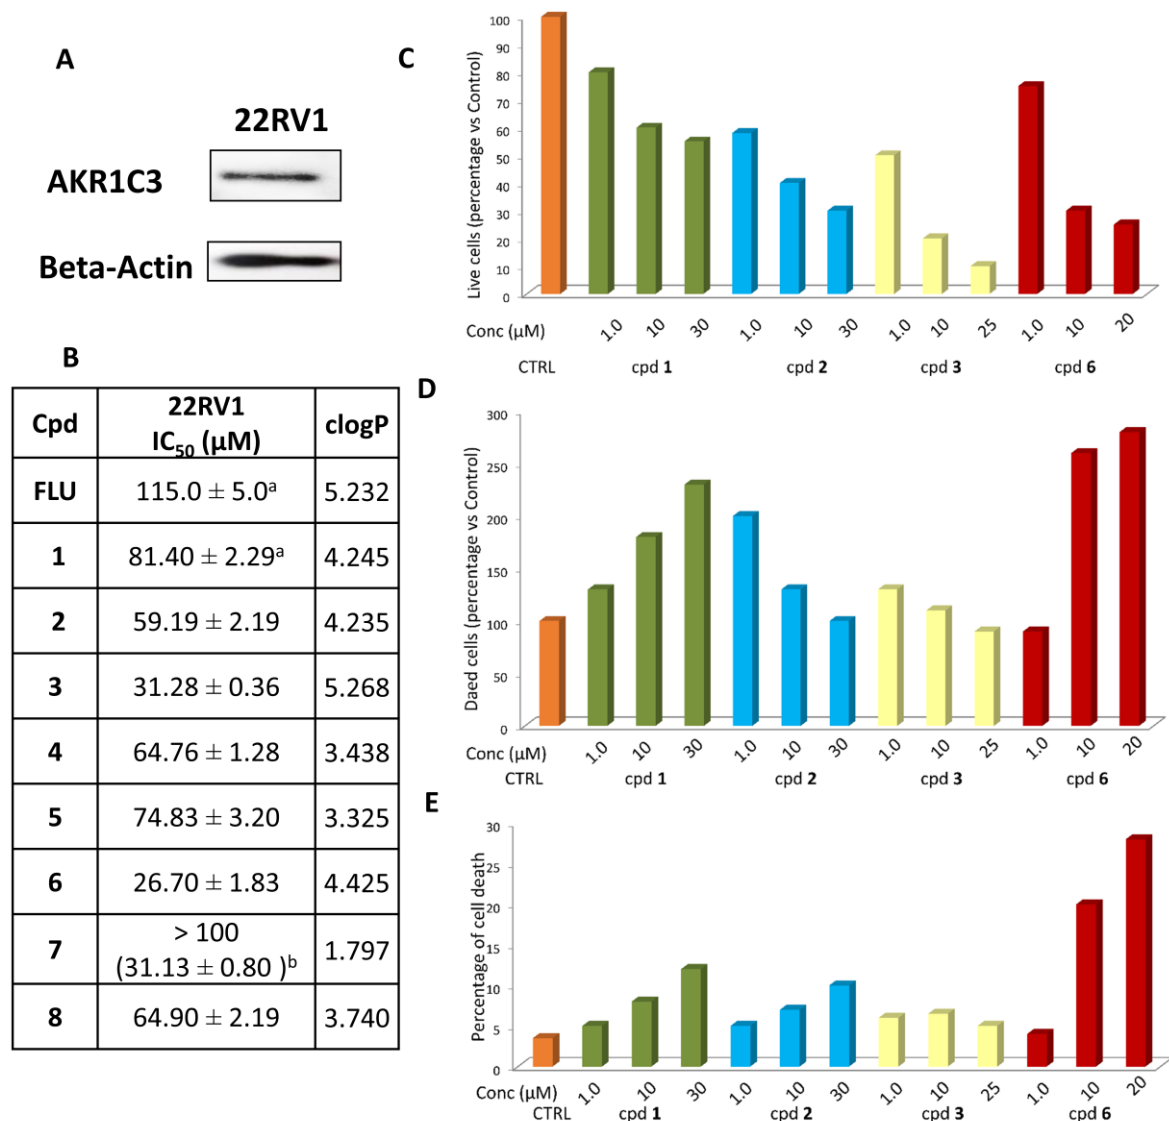 A
22RV1
AKR1C3
Beta-Actin
B
Cpd 22RV1 IC50 (µM) clogP
FLU 115.0 ± 5.0ᵃ 5.232
1 81.40 ± 2.29ᵃ 4.245
2 59.19 ± 2.19 4.235
3 31.28 ± 0.36 5.268
4 64.76 ± 1.28 3.438
5 74.83 ± 3.20 3.325
6 26.70 ± 1.83 4.425
7 > 100 (31.13 ± 0.80 )ᵇ 1.797
8 64.90 ± 2.19 3.740
C
Live cells (percentage vs Control)
100
90
80
70
60
50
40
30
20
10
0
Conc (µM) 1.0 10 30 1.0 10 30 1.0 10 25 1.0 10 20
CTRL cpd 1 cpd 2 cpd 3 cpd 6
D
Daed cells (percentage vs Control)
300
250
200
150
100
50
0
Conc (µM) 1.0 10 30 1.0 10 30 1.0 10 25 1.0 10 20
CTRL cpd 1 cpd 2 cpd 3 cpd 6
E
Percentage of cell death
30
25
20
15
10
5
0
Conc (µM) 1.0 10 30 1.0 10 30 1.0 10 25 1.0 10 20
CTRL cpd 1 cpd 2 cpd 3 cpd 6